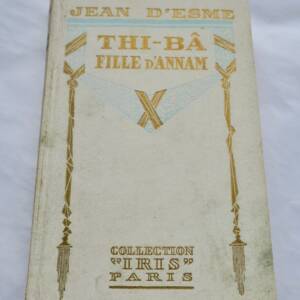 JEAN D'ESME
THI-BÂ
FILLE D'ANNAM
COLLECTION
"IRIS"
PARIS